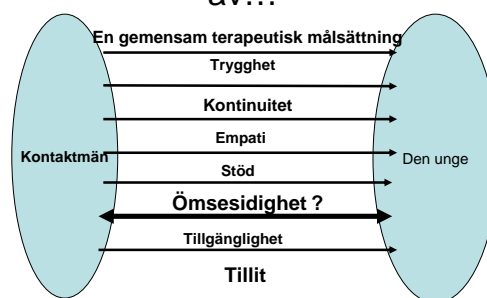 av...
En gemensam terapeutisk målsättning
Trygghet
Kontinuitet
Empati
Kontaktmän
Den unge
Stöd
Ömsesidighet ?
Tillgänglighet
Tillit